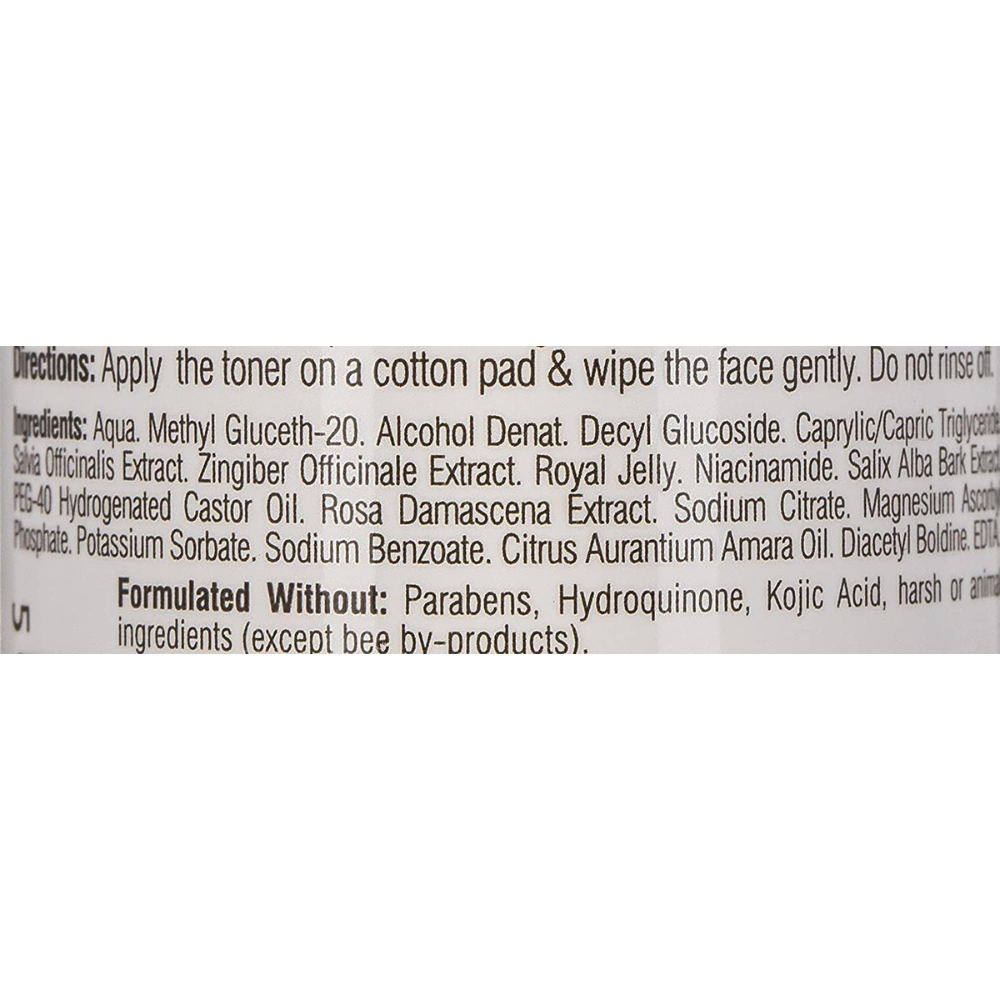 Directions: Apply the toner on a cotton pad & wipe the face gently. Do not rinse off.
Ingredients: Aqua. Methyl Gluceth-20. Alcohol Denat. Decyl Glucoside. Caprylic/Capric Triglyceride
Salvia Officinalis Extract. Zingiber Officinale Extract. Royal Jelly. Niacinamide. Salix Alba Bark Extract
PEG-40 Hydrogenated Castor Oil. Rosa Damascena Extract. Sodium Citrate. Magnesium Ascorby
Phosphate. Potassium Sorbate. Sodium Benzoate. Citrus Aurantium Amara Oil. Diacetyl Boldine. EDTA
Formulated Without: Parabens, Hydroquinone, Kojic Acid, harsh or anima
ingredients (except bee by-products).
5